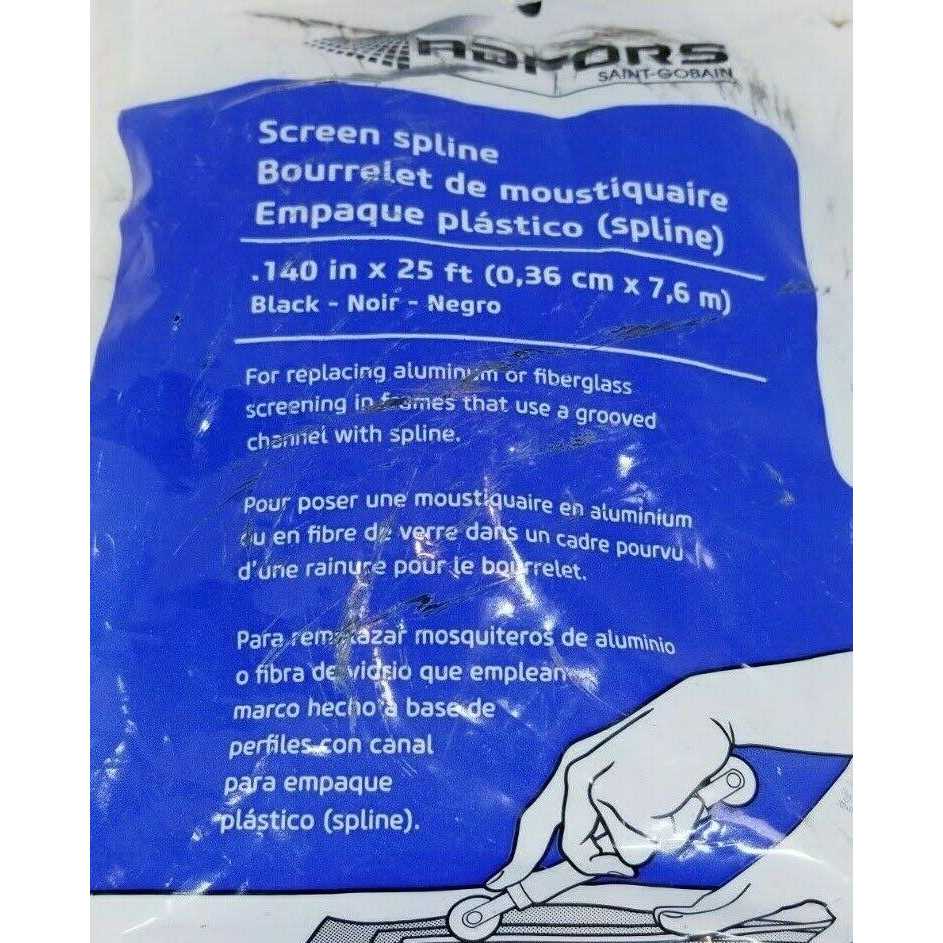 ADFORS
SAINT-GOBAIN
Screen spline
Bourrelet de moustiquaire
Empaque plástico (spline)
.140 in x 25 ft (0,36 cm x 7,6 m)
Black - Noir - Negro
For replacing aluminum or fiberglass
screening in frames that use a grooved
channel with spline.
Pour poser une moustiquaire en aluminium
ou en fibre de verre dans un cadre pourvu
d'une rainure pour le bourrelet.
Para remplazar mosquiteros de aluminio
o fibra de vidrio que emplean
marco hecho a base de
perfiles con canal
para empaque
plástico (spline).